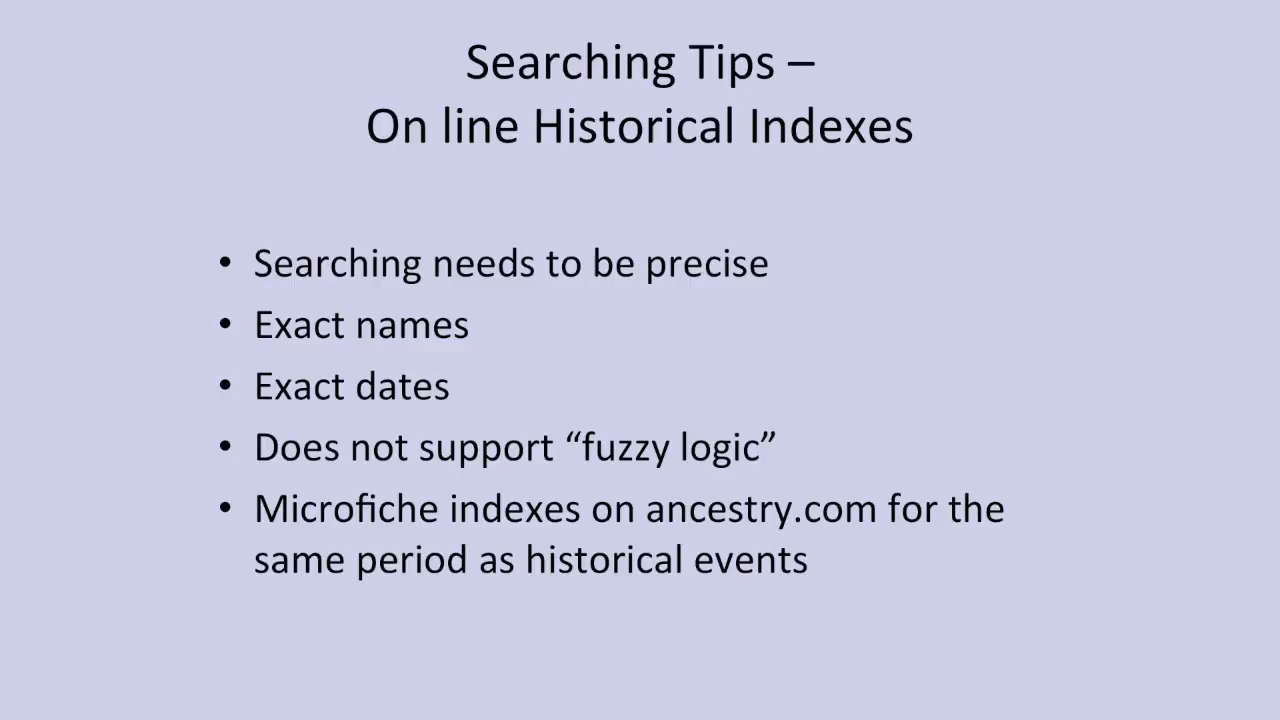 Searching Tips –
On line Historical Indexes
• Searching needs to be precise
• Exact names
• Exact dates
• Does not support “fuzzy logic”
• Microfiche indexes on ancestry.com for the
same period as historical events